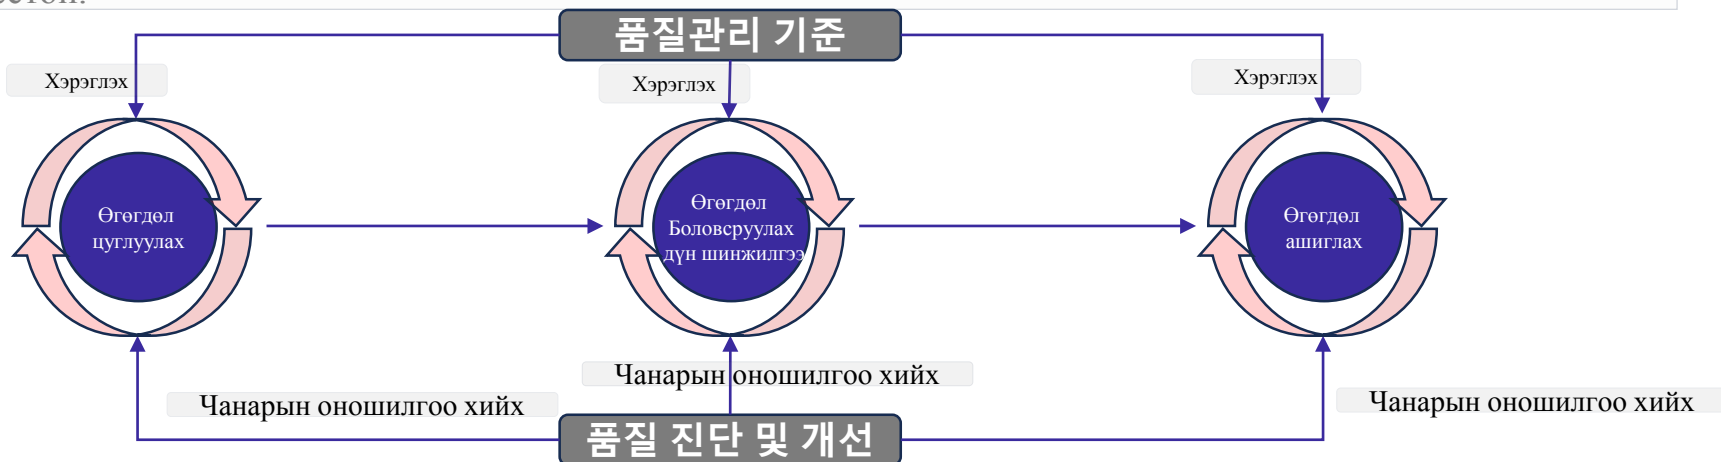 품질관리 기준
Хэрэглэх
Хэрэглэх
Хэрэглэх
Өгөгдөл
цуглуулах
Өгөгдөл
Боловсруулах
дүн шинжилгээ
Өгөгдөл
ашиглах
Чанарын оношилгоо хийх
Чанарын оношилгоо хийх
Чанарын оношилгоо хийх
품질 진단 및 개선